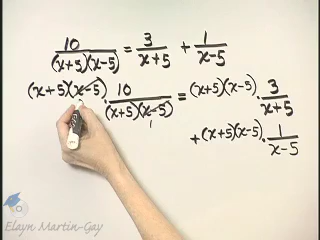 10/((x+5)(x-5)) = 3/(x+5) + 1/(x-5)
(x+5)(x-5) · 10/((x+5)(x-5)) = (x+5)(x-5) · 3/(x+5)
1
+ (x+5)(x-5) · 1/(x-5)
Elayn Martin-Gay